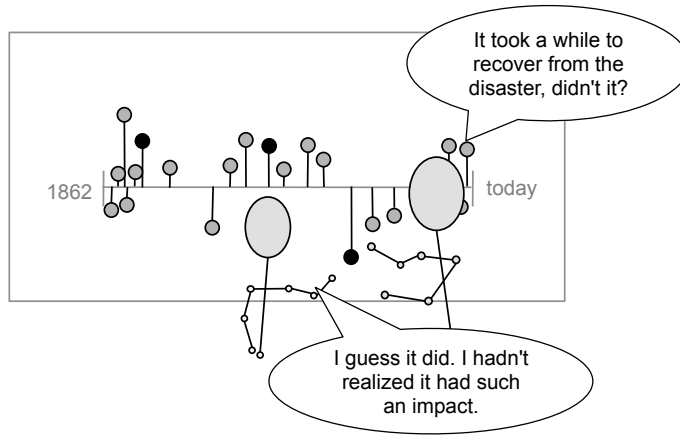 It took a while to
recover from the
disaster, didn't it?
1862
today
I guess it did. I hadn't
realized it had such
an impact.